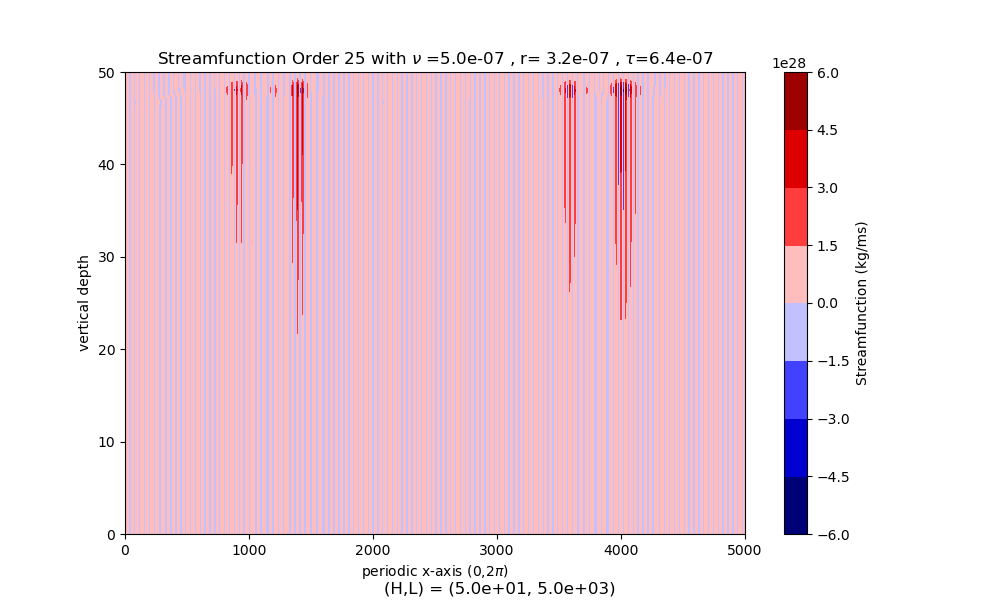 Streamfunction Order 25 with ν =5.0e-07 , r= 3.2e-07 , τ=6.4e-07
1e28
50
40
30
20
10
0
vertical depth
0 1000 2000 3000 4000 5000
periodic x-axis (0,2π)
(H,L) = (5.0e+01, 5.0e+03)
6.0
4.5
3.0
1.5
0.0
−1.5
−3.0
−4.5
−6.0
Streamfunction (kg/ms)